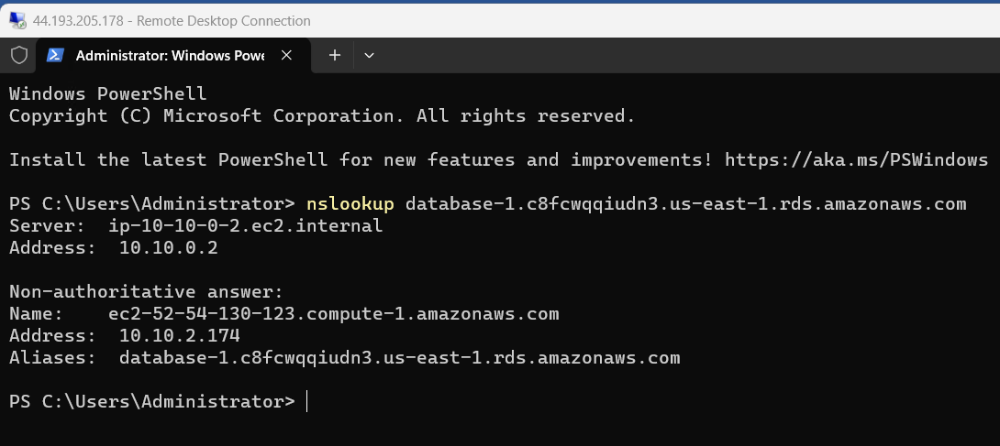 44.193.205.178 - Remote Desktop Connection
Administrator: Windows Powe
Windows PowerShell
Copyright (C) Microsoft Corporation. All rights reserved.
Install the latest PowerShell for new features and improvements! https://aka.ms/PSWindows
PS C:\Users\Administrator> nslookup database-1.c8fcwqqiudn3.us-east-1.rds.amazonaws.com
Server:  ip-10-10-0-2.ec2.internal
Address:  10.10.0.2
Non-authoritative answer:
Name:    ec2-52-54-130-123.compute-1.amazonaws.com
Address:  10.10.2.174
Aliases:  database-1.c8fcwqqiudn3.us-east-1.rds.amazonaws.com
PS C:\Users\Administrator>